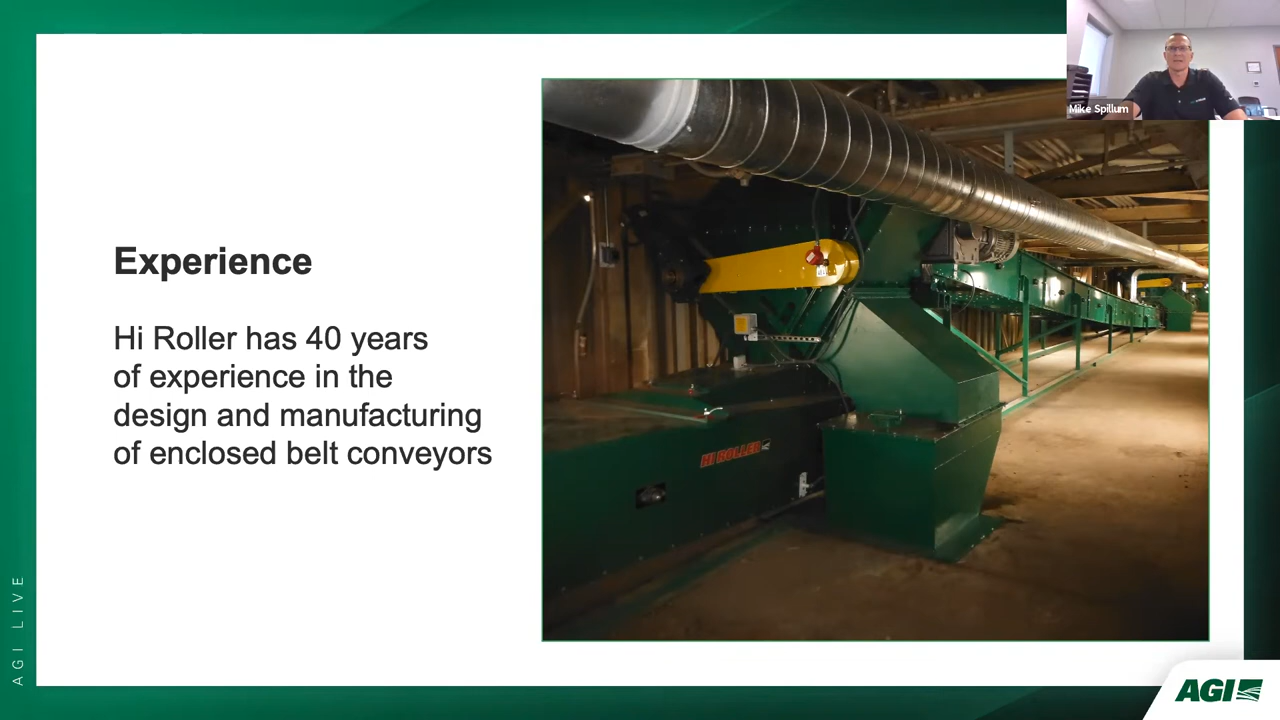 Mike Spillum
Experience
Hi Roller has 40 years
of experience in the
design and manufacturing
of enclosed belt conveyors
HI ROLLER
AGI LIVE
AGI